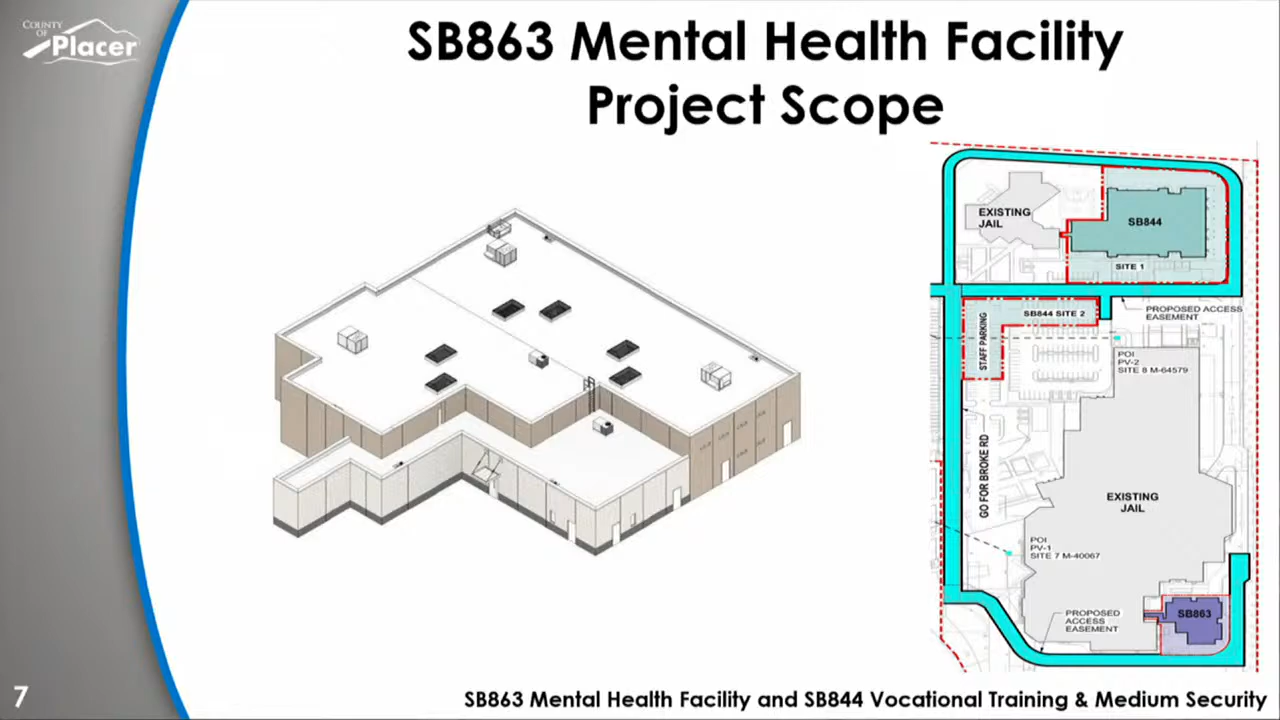 COUNTY
OF
Placer
SB863 Mental Health Facility
Project Scope
EXISTING
JAIL
SB844
SITE 1
PROPOSED ACCESS
EASEMENT
SB844 SITE 2
STAFF PARKING
POI
PV-2
SITE 8 M-64579
GO FOR BROKE RD
EXISTING
JAIL
POI
PV-1
SITE 7 M-40067
PROPOSED
ACCESS
EASEMENT
SB863
7
SB863 Mental Health Facility and SB844 Vocational Training & Medium Security